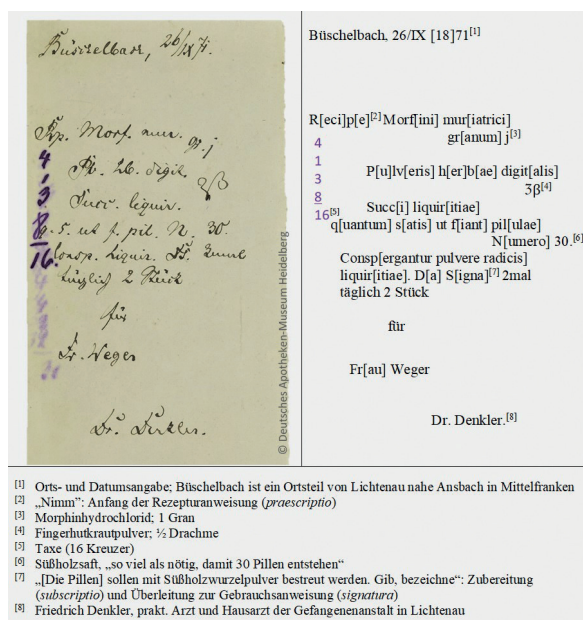 Büschelbach, 26/IX 71.
Rp. Morf. mur. gr. j
4
Pl. hb. digit. ʒβ
1
3
Succ. liquir.
8
q. s. ut f. pil. N. 30.
16
Consp. liquir. DS. 2mal
täglich 2 Stück
für
Fr. Weger
Dr. Denkler.
© Deutsches Apotheken-Museum Heidelberg
Büschelbach, 26/IX [18]71[1]
R[eci]p[e][2] Morf[ini] mur[iatrici]
gr[anum] j[3]
4
1
3
8
16[5]
P[u]lv[eris] h[er]b[ae] digit[alis]
ʒβ[4]
Succ[i] liquir[itiae]
q[uantum] s[atis] ut f[iant] pil[ulae]
N[umero] 30.[6]
Consp[ergantur pulvere radicis]
liquir[itiae]. D[a] S[igna][7] 2mal
täglich 2 Stück
für
Fr[au] Weger
Dr. Denkler.[8]
[1] Orts- und Datumsangabe; Büschelbach ist ein Ortsteil von Lichtenau nahe Ansbach in Mittelfranken
[2] „Nimm”: Anfang der Rezepturanweisung (praescriptio)
[3] Morphinhydrochlorid; 1 Gran
[4] Fingerhutkrautpulver; ½ Drachme
[5] Taxe (16 Kreuzer)
[6] Süßholzsaft, „so viel als nötig, damit 30 Pillen entstehen“
[7] „[Die Pillen] sollen mit Süßholzwurzelpulver bestreut werden. Gib, bezeichne“: Zubereitung
(subscriptio) und Überleitung zur Gebrauchsanweisung (signatura)
[8] Friedrich Denkler, prakt. Arzt und Hausarzt der Gefangenenanstalt in Lichtenau